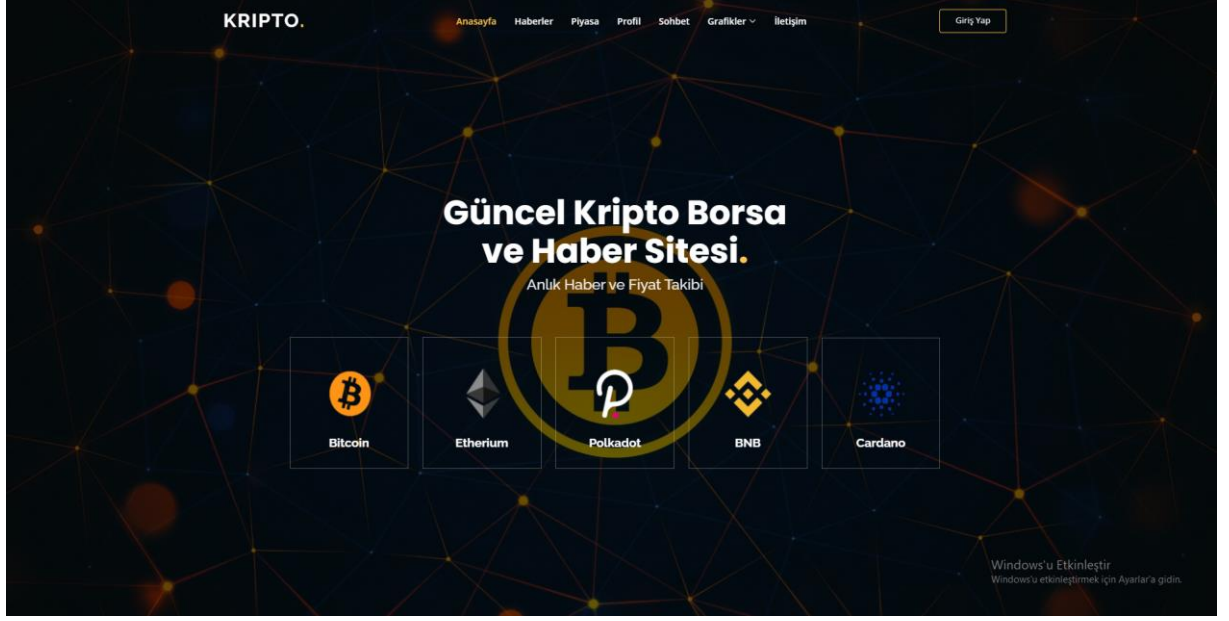 KRIPTO.
Anasayfa Haberler Piyasa Profil Sohbet Grafikler İletişim
Giriş Yap
Güncel Kripto Borsa
ve Haber Sitesi.
Anlık Haber ve Fiyat Takibi
Bitcoin Etherium Polkadot BNB Cardano
Windows'u Etkinleştir
Windows'u etkinleştirmek için Ayarlar'a gidin.